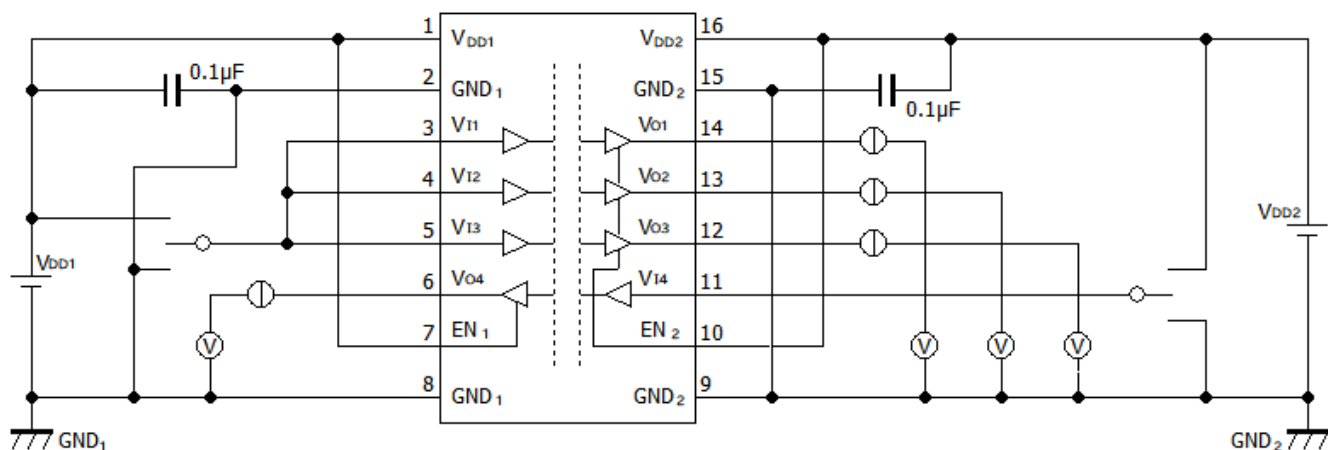 1 VDD1 VDD2 16
0.1µF 2 GND1 GND2 15 0.1µF
3 VI1 VO1 14
4 VI2 VO2 13
5 VI3 VO3 12
VDD1 VDD2
6 VO4 VI4 11
7 EN1 EN2 10
V V V V
8 GND1 GND2 9
GND1 GND2